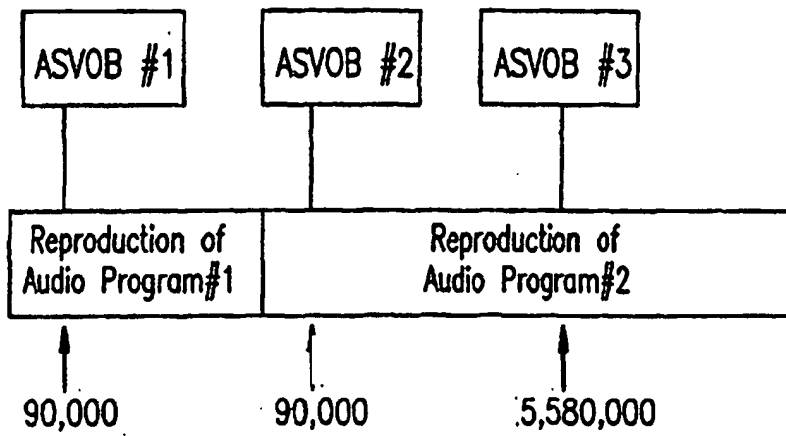 ASVOB #1
ASVOB #2
ASVOB #3
Reproduction of
Audio Program#1
Reproduction of
Audio Program#2
90,000
90,000
5,580,000